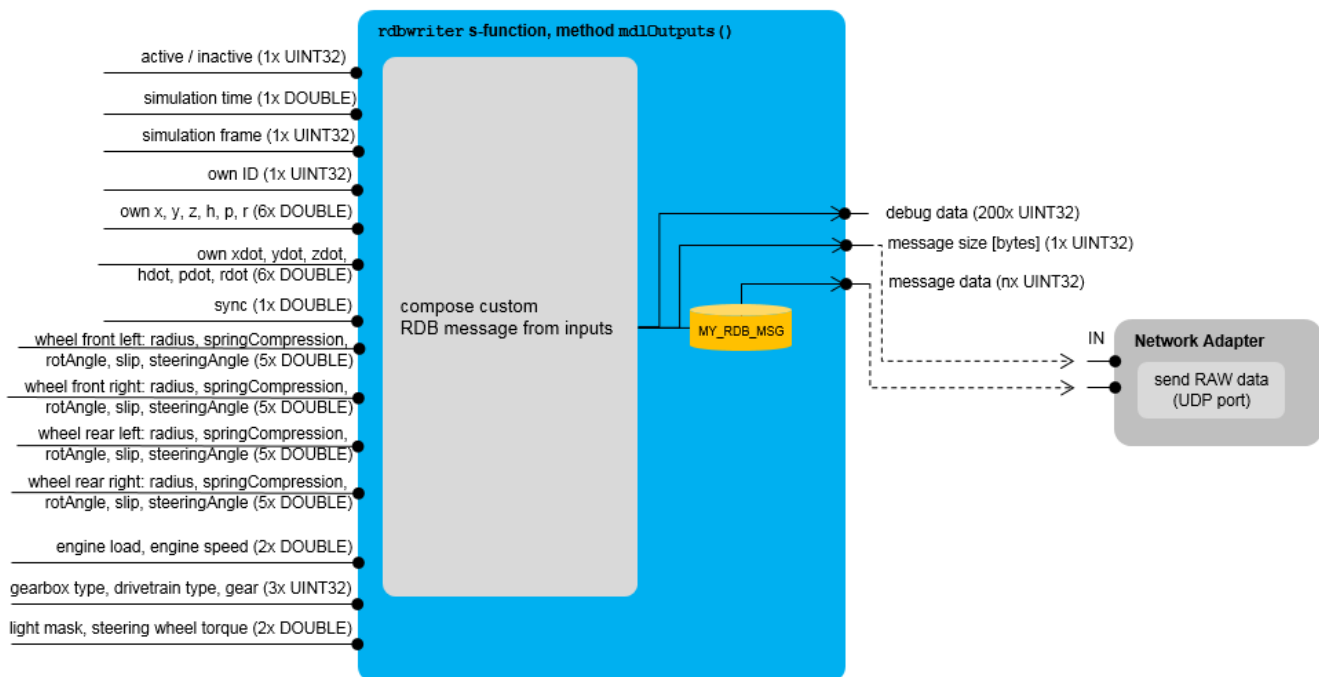 rdbwriter s-function, method mdlOutputs()
active / inactive (1x UINT32)
simulation time (1x DOUBLE)
simulation frame (1x UINT32)
own ID (1x UINT32)
own x, y, z, h, p, r (6x DOUBLE)
own xdot, ydot, zdot,
hdot, pdot, rdot (6x DOUBLE)
sync (1x DOUBLE)
wheel front left: radius, springCompression,
rotAngle, slip, steeringAngle (5x DOUBLE)
wheel front right: radius, springCompression,
rotAngle, slip, steeringAngle (5x DOUBLE)
wheel rear left: radius, springCompression,
rotAngle, slip, steeringAngle (5x DOUBLE)
wheel rear right: radius, springCompression,
rotAngle, slip, steeringAngle (5x DOUBLE)
engine load, engine speed (2x DOUBLE)
gearbox type, drivetrain type, gear (3x UINT32)
light mask, steering wheel torque (2x DOUBLE)
compose custom
RDB message from inputs
MY_RDB_MSG
debug data (200x UINT32)
message size [bytes] (1x UINT32)
message data (nx UINT32)
IN
Network Adapter
send RAW data
(UDP port)